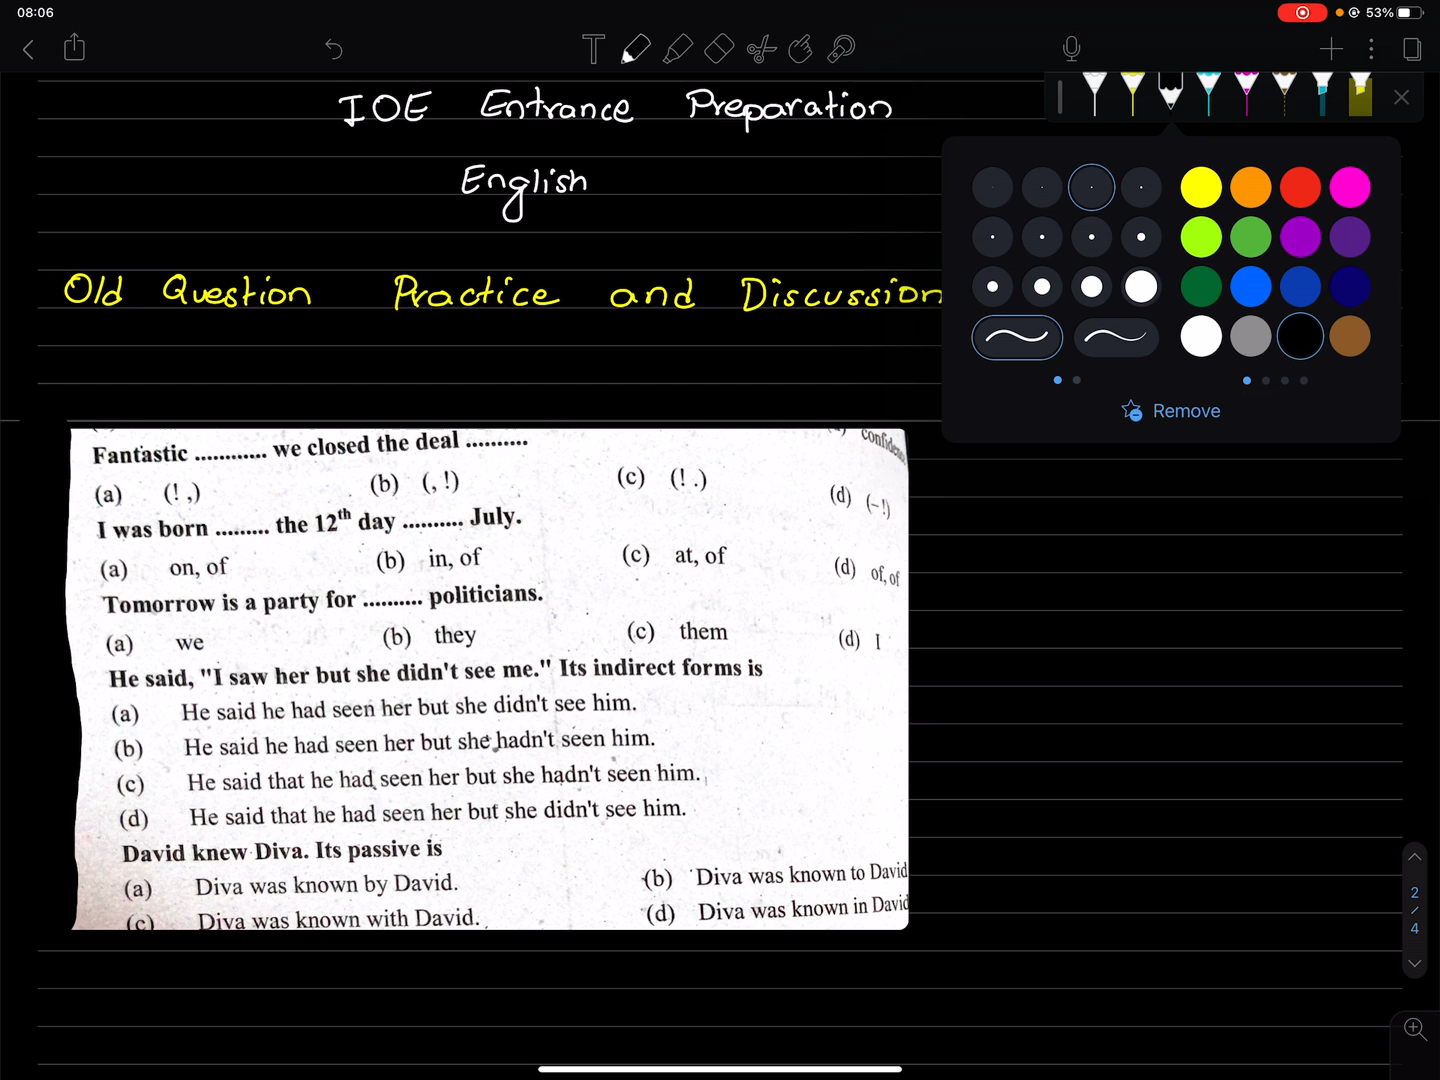 08:06
53%
IOE Entrance Preparation
English
Old Question Practice and Discussion
Remove
Fantastic ............ we closed the deal ..........
(a) (! ,) (b) (, !) (c) (! .) (d) (– !)
I was born ......... the 12th day .......... July.
(a) on, of (b) in, of (c) at, of (d) of, of
Tomorrow is a party for .......... politicians.
(a) we (b) they (c) them (d) I
He said, "I saw her but she didn't see me." Its indirect forms is
(a) He said he had seen her but she didn't see him.
(b) He said he had seen her but she hadn't seen him.
(c) He said that he had seen her but she hadn't seen him.
(d) He said that he had seen her but she didn't see him.
David knew Diva. Its passive is
(a) Diva was known by David. (b) Diva was known to David
(c) Diva was known with David. (d) Diva was known in David
2
/
4